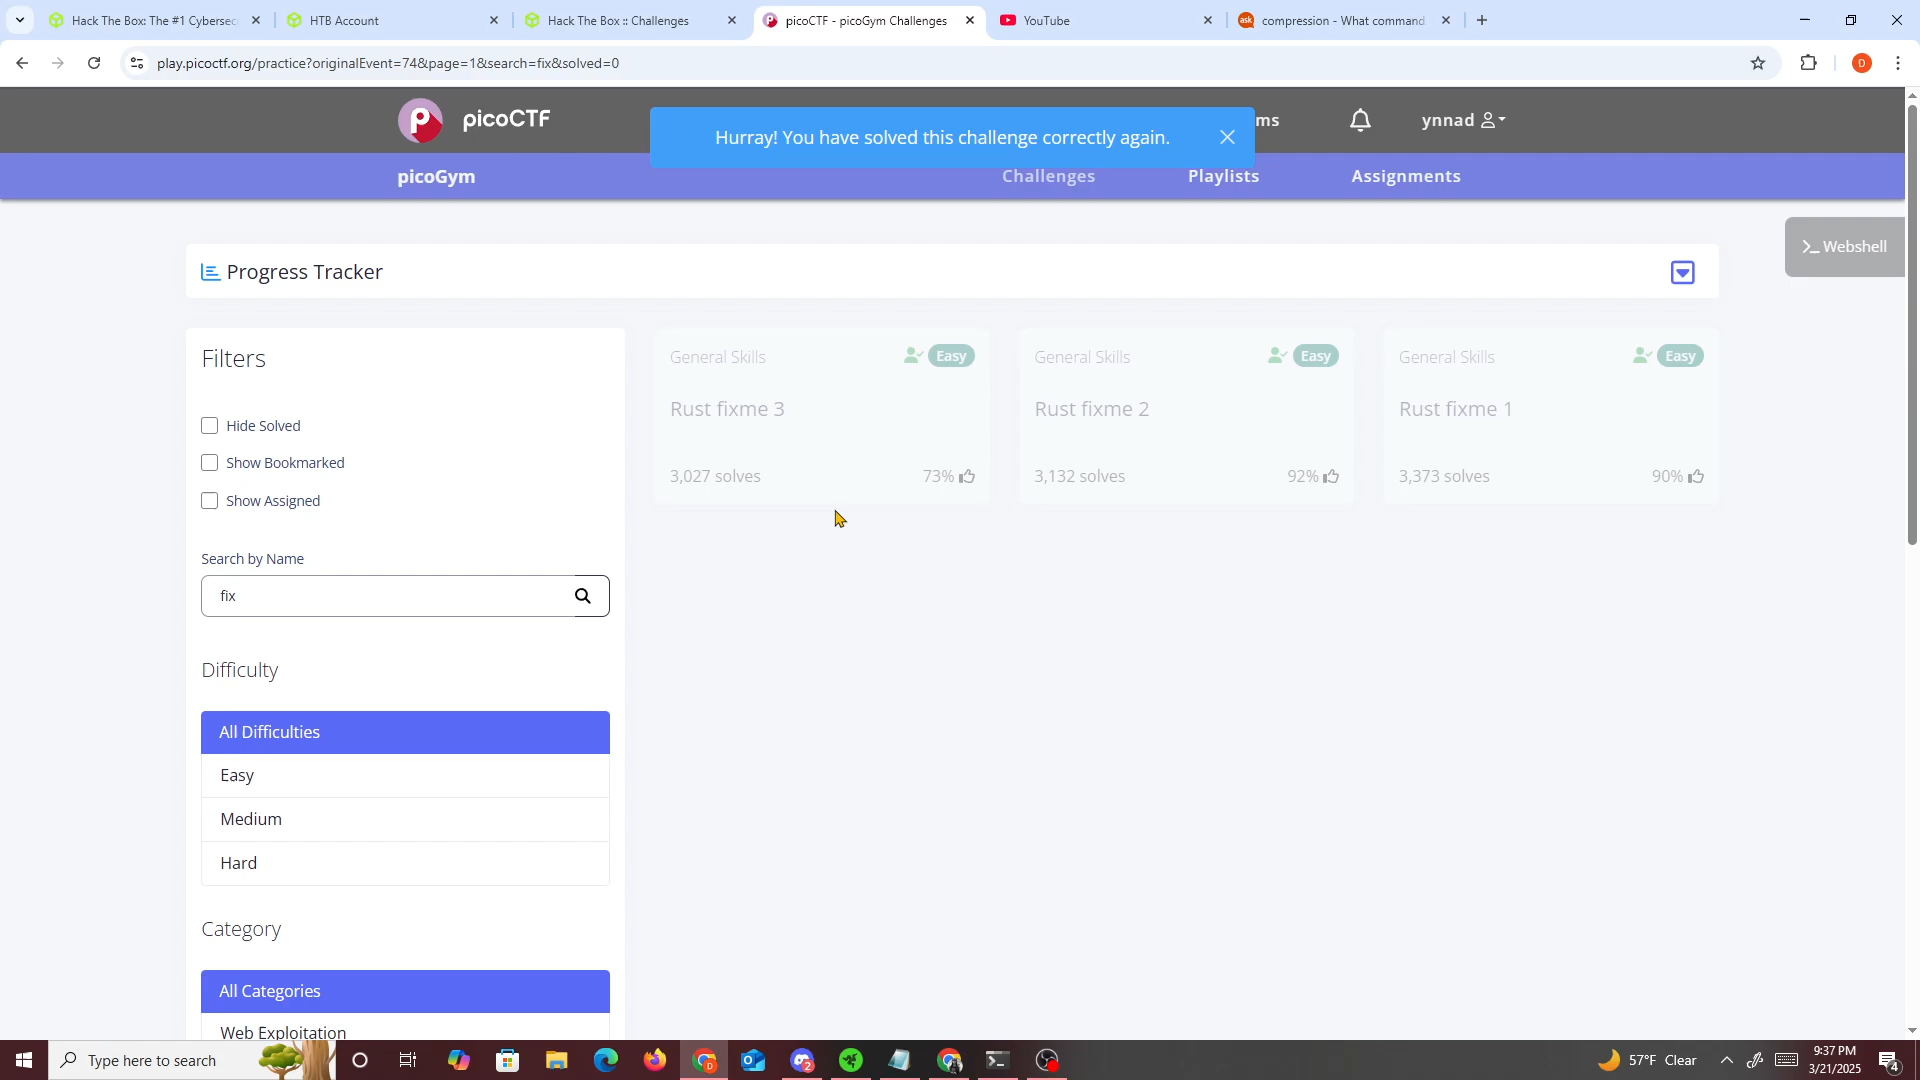 Hack The Box: The #1 Cybersec
HTB Account
Hack The Box :: Challenges
picoCTF - picoGym Challenges
YouTube
ask
compression - What command
play.picoctf.org/practice?originalEvent=74&page=1&search=fix&solved=0
D
picoCTF
Hurray! You have solved this challenge correctly again.
ms
ynnad
picoGym
Challenges
Playlists
Assignments
>_ Webshell
Progress Tracker
Filters
Hide Solved
Show Bookmarked
Show Assigned
Search by Name
fix
Difficulty
All Difficulties
Easy
Medium
Hard
Category
All Categories
Web Exploitation
General Skills
Easy
Rust fixme 3
3,027 solves
73%
General Skills
Easy
Rust fixme 2
3,132 solves
92%
General Skills
Easy
Rust fixme 1
3,373 solves
90%
Type here to search
D
2
57°F Clear
9:37 PM
3/21/2025
4